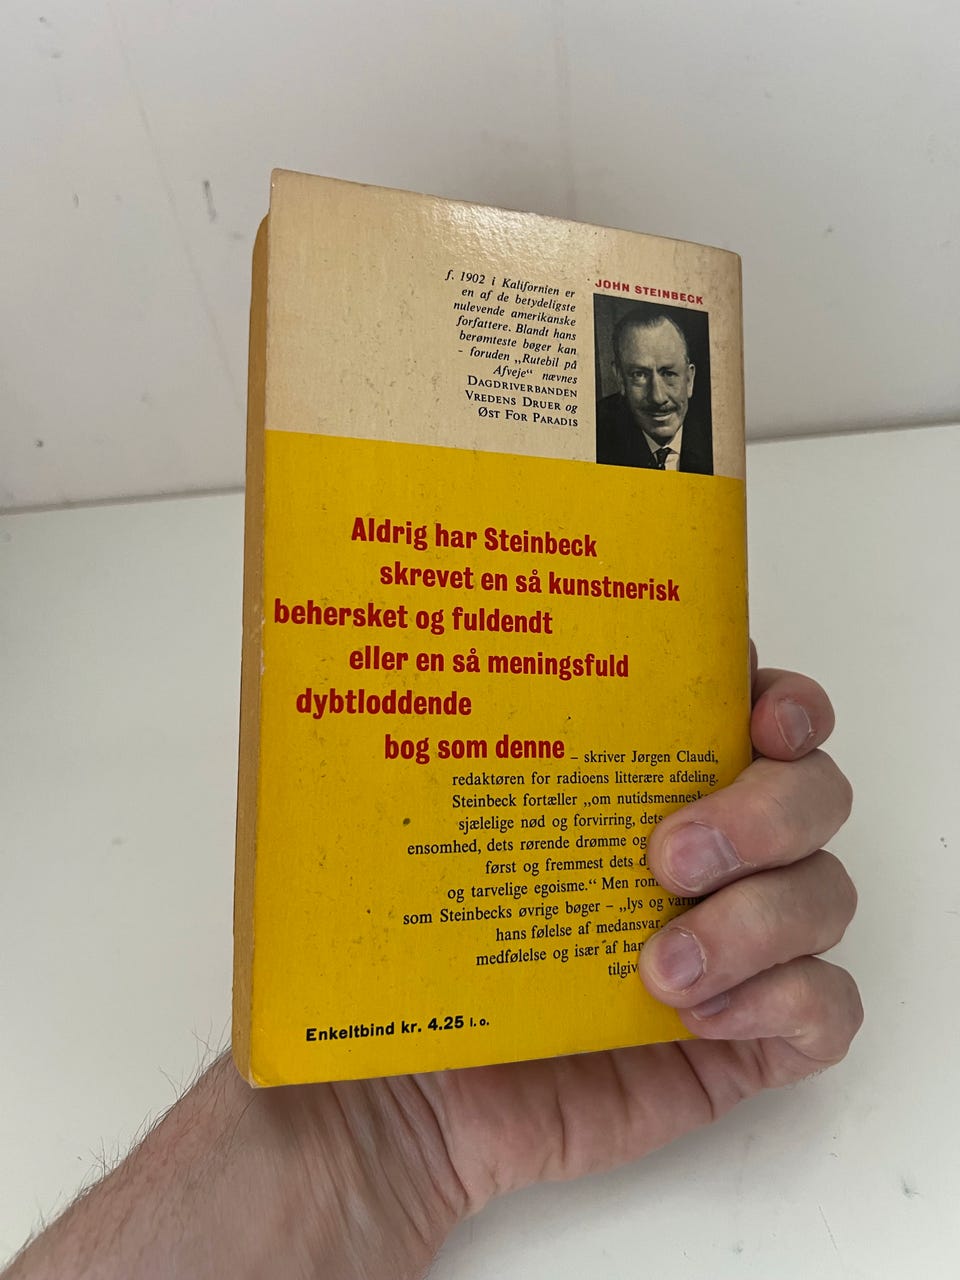 JOHN STEINBECK
f. 1902 i Kalifornien er
en af de betydeligste
nulevende amerikanske
forfattere. Blandt hans
berømteste bøger kan
- foruden „Rutebil på
Afveje“ nævnes
DAGDRIVERBANDEN
VREDENS DRUER og
ØST FOR PARADIS
Aldrig har Steinbeck
skrevet en så kunstnerisk
behersket og fuldendt
eller en så meningsfuld
dybtloddende
bog som denne – skriver Jørgen Claudi,
redaktøren for radioens litterære afdeling.
Steinbeck fortæller „om nutidsmennesk
sjælelige nød og forvirring, dets
ensomhed, dets rørende drømme og
først og fremmest dets
og tarvelige egoisme.“ Men
som Steinbecks øvrige bøger – „lys og
hans følelse af medansvar.
medfølelse og især af
Enkeltbind kr. 4.25 l. o.